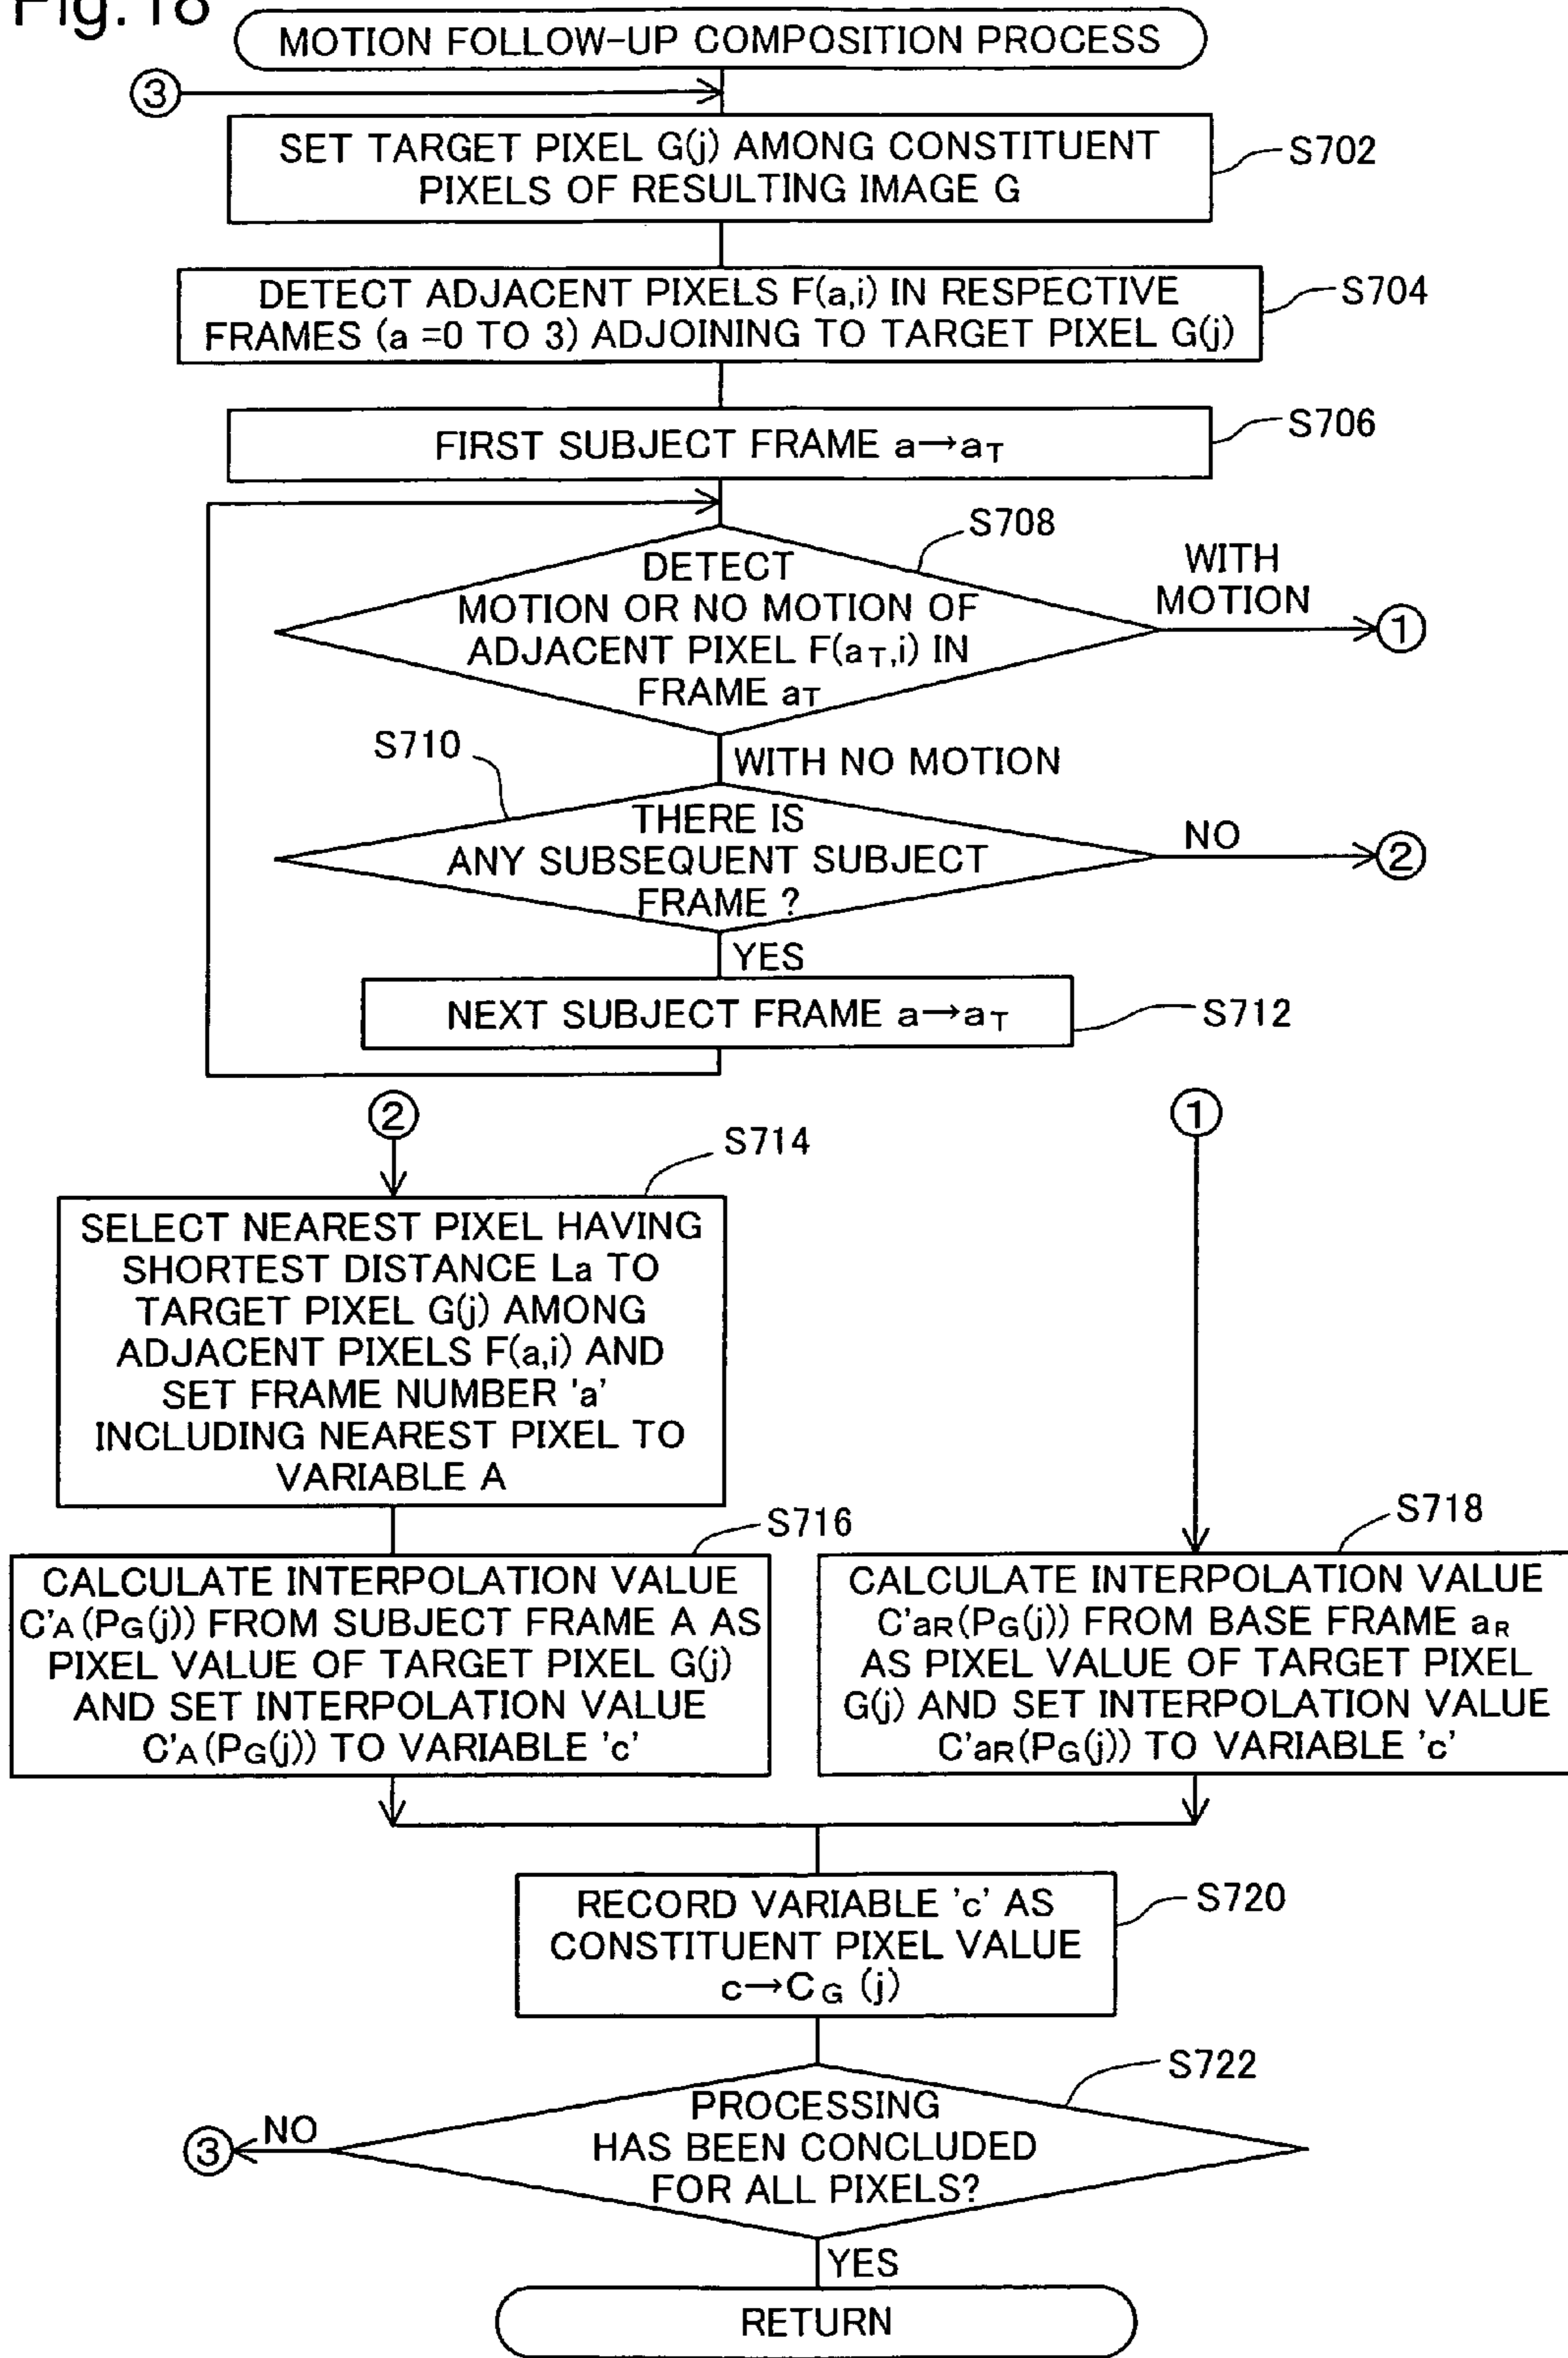 Fig.18
MOTION FOLLOW-UP COMPOSITION PROCESS
③
SET TARGET PIXEL G(j) AMONG CONSTITUENT
PIXELS OF RESULTING IMAGE G
S702
DETECT ADJACENT PIXELS F(a,i) IN RESPECTIVE
FRAMES (a =0 TO 3) ADJOINING TO TARGET PIXEL G(j)
S704
FIRST SUBJECT FRAME a→aT
S706
S708
DETECT
MOTION OR NO MOTION OF
ADJACENT PIXEL F(aT,i) IN
FRAME aT
WITH
MOTION
①
WITH NO MOTION
S710
THERE IS
ANY SUBSEQUENT SUBJECT
FRAME ?
NO
②
YES
NEXT SUBJECT FRAME a→aT
S712
②
①
S714
SELECT NEAREST PIXEL HAVING
SHORTEST DISTANCE La TO
TARGET PIXEL G(j) AMONG
ADJACENT PIXELS F(a,i) AND
SET FRAME NUMBER 'a'
INCLUDING NEAREST PIXEL TO
VARIABLE A
S716
CALCULATE INTERPOLATION VALUE
C'A(PG(j)) FROM SUBJECT FRAME A AS
PIXEL VALUE OF TARGET PIXEL G(j)
AND SET INTERPOLATION VALUE
C'A(PG(j)) TO VARIABLE 'c'
S718
CALCULATE INTERPOLATION VALUE
C'aR(PG(j)) FROM BASE FRAME aR
AS PIXEL VALUE OF TARGET PIXEL
G(j) AND SET INTERPOLATION VALUE
C'aR(PG(j)) TO VARIABLE 'c'
RECORD VARIABLE 'c' AS
CONSTITUENT PIXEL VALUE
c→CG (j)
S720
S722
PROCESSING
HAS BEEN CONCLUDED
FOR ALL PIXELS?
NO
③
YES
RETURN